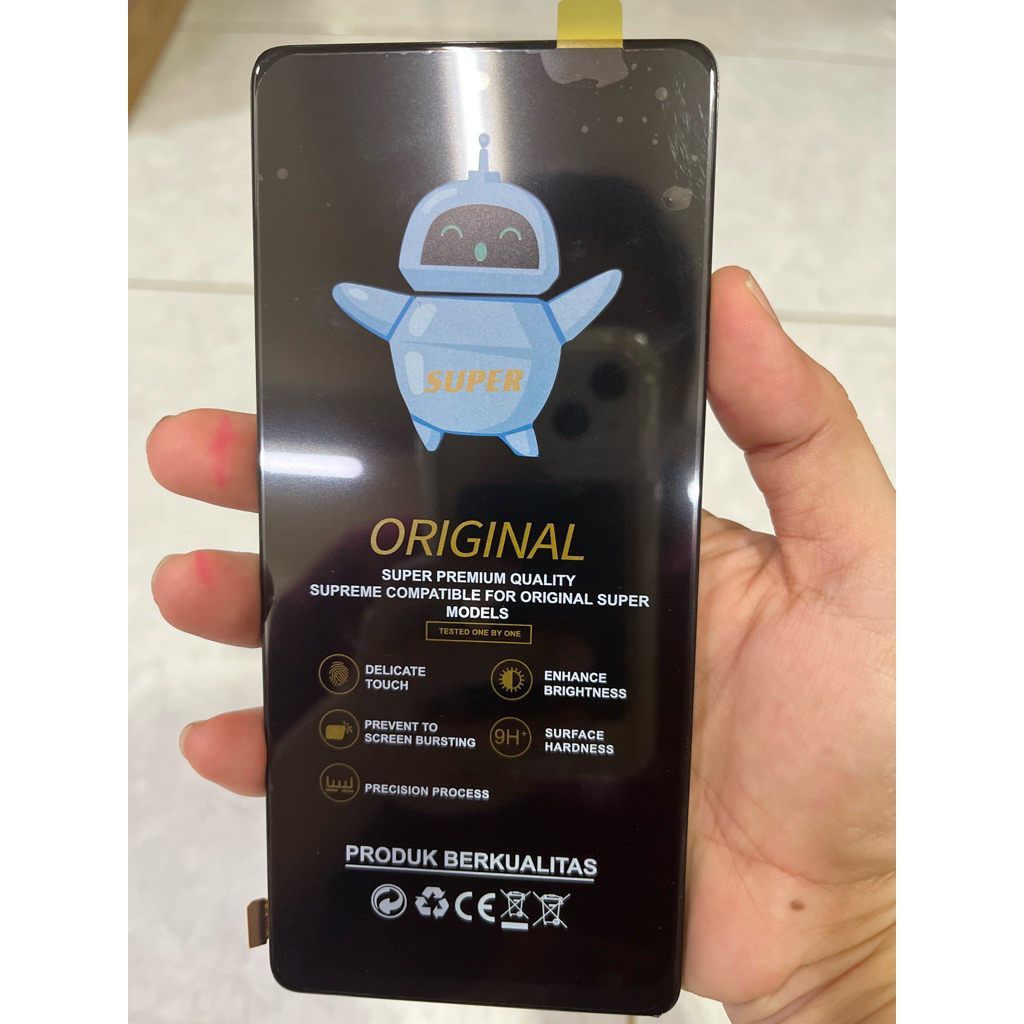 SUPER
ORIGINAL
SUPER PREMIUM QUALITY
SUPREME COMPATIBLE FOR ORIGINAL SUPER
MODELS
TESTED ONE BY ONE
DELICATE
TOUCH
ENHANCE
BRIGHTNESS
PREVENT TO
SCREEN BURSTING
9H+
SURFACE
HARDNESS
PRECISION PROCESS
PRODUK BERKUALITAS
CE